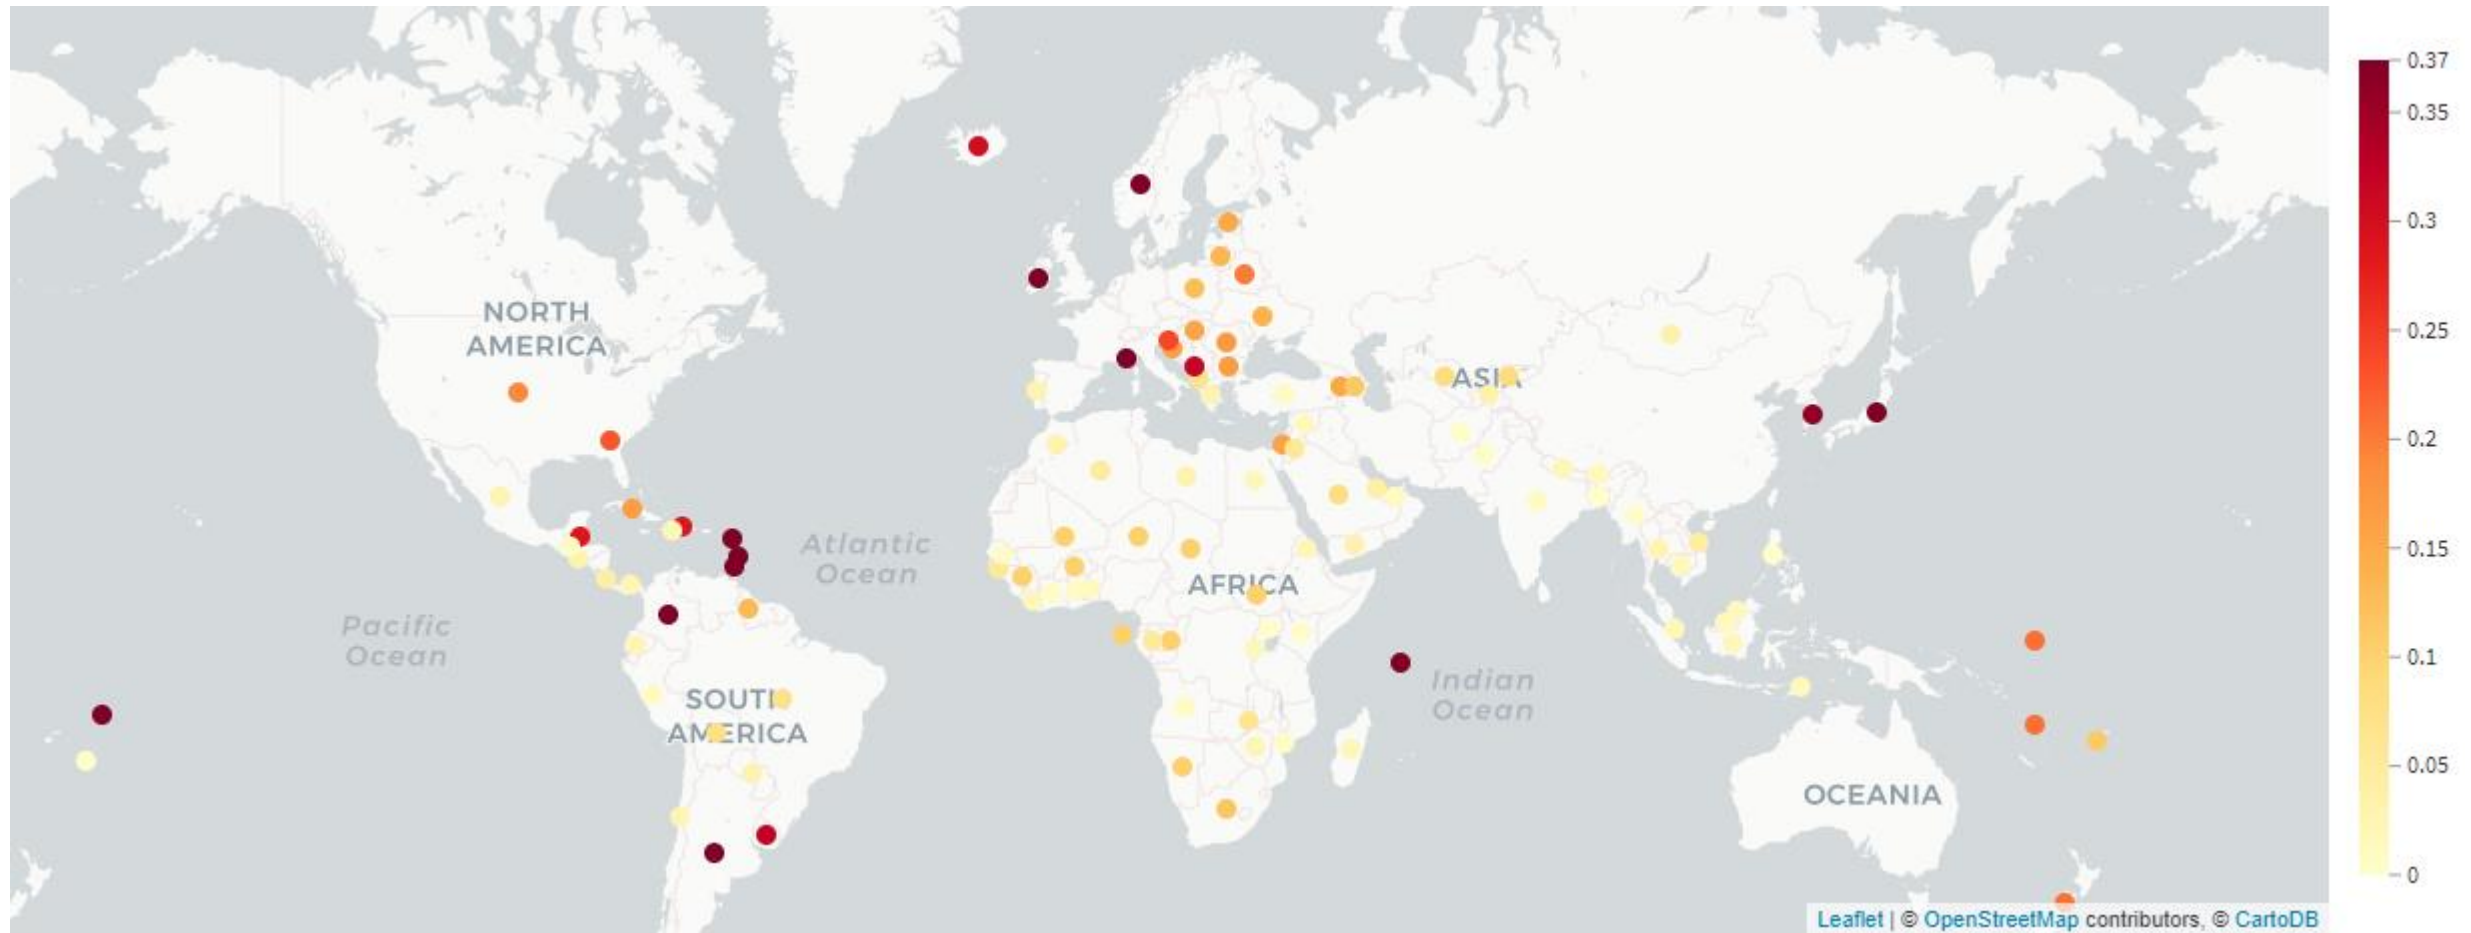 NORTH
AMERICA
Atlantic
Ocean
Pacific
Ocean
SOUTH
AMERICA
AFRICA
ASIA
Indian
Ocean
OCEANIA
0.37
0.35
0.3
0.25
0.2
0.15
0.1
0.05
0
Leaflet | © OpenStreetMap contributors, © CartoDB